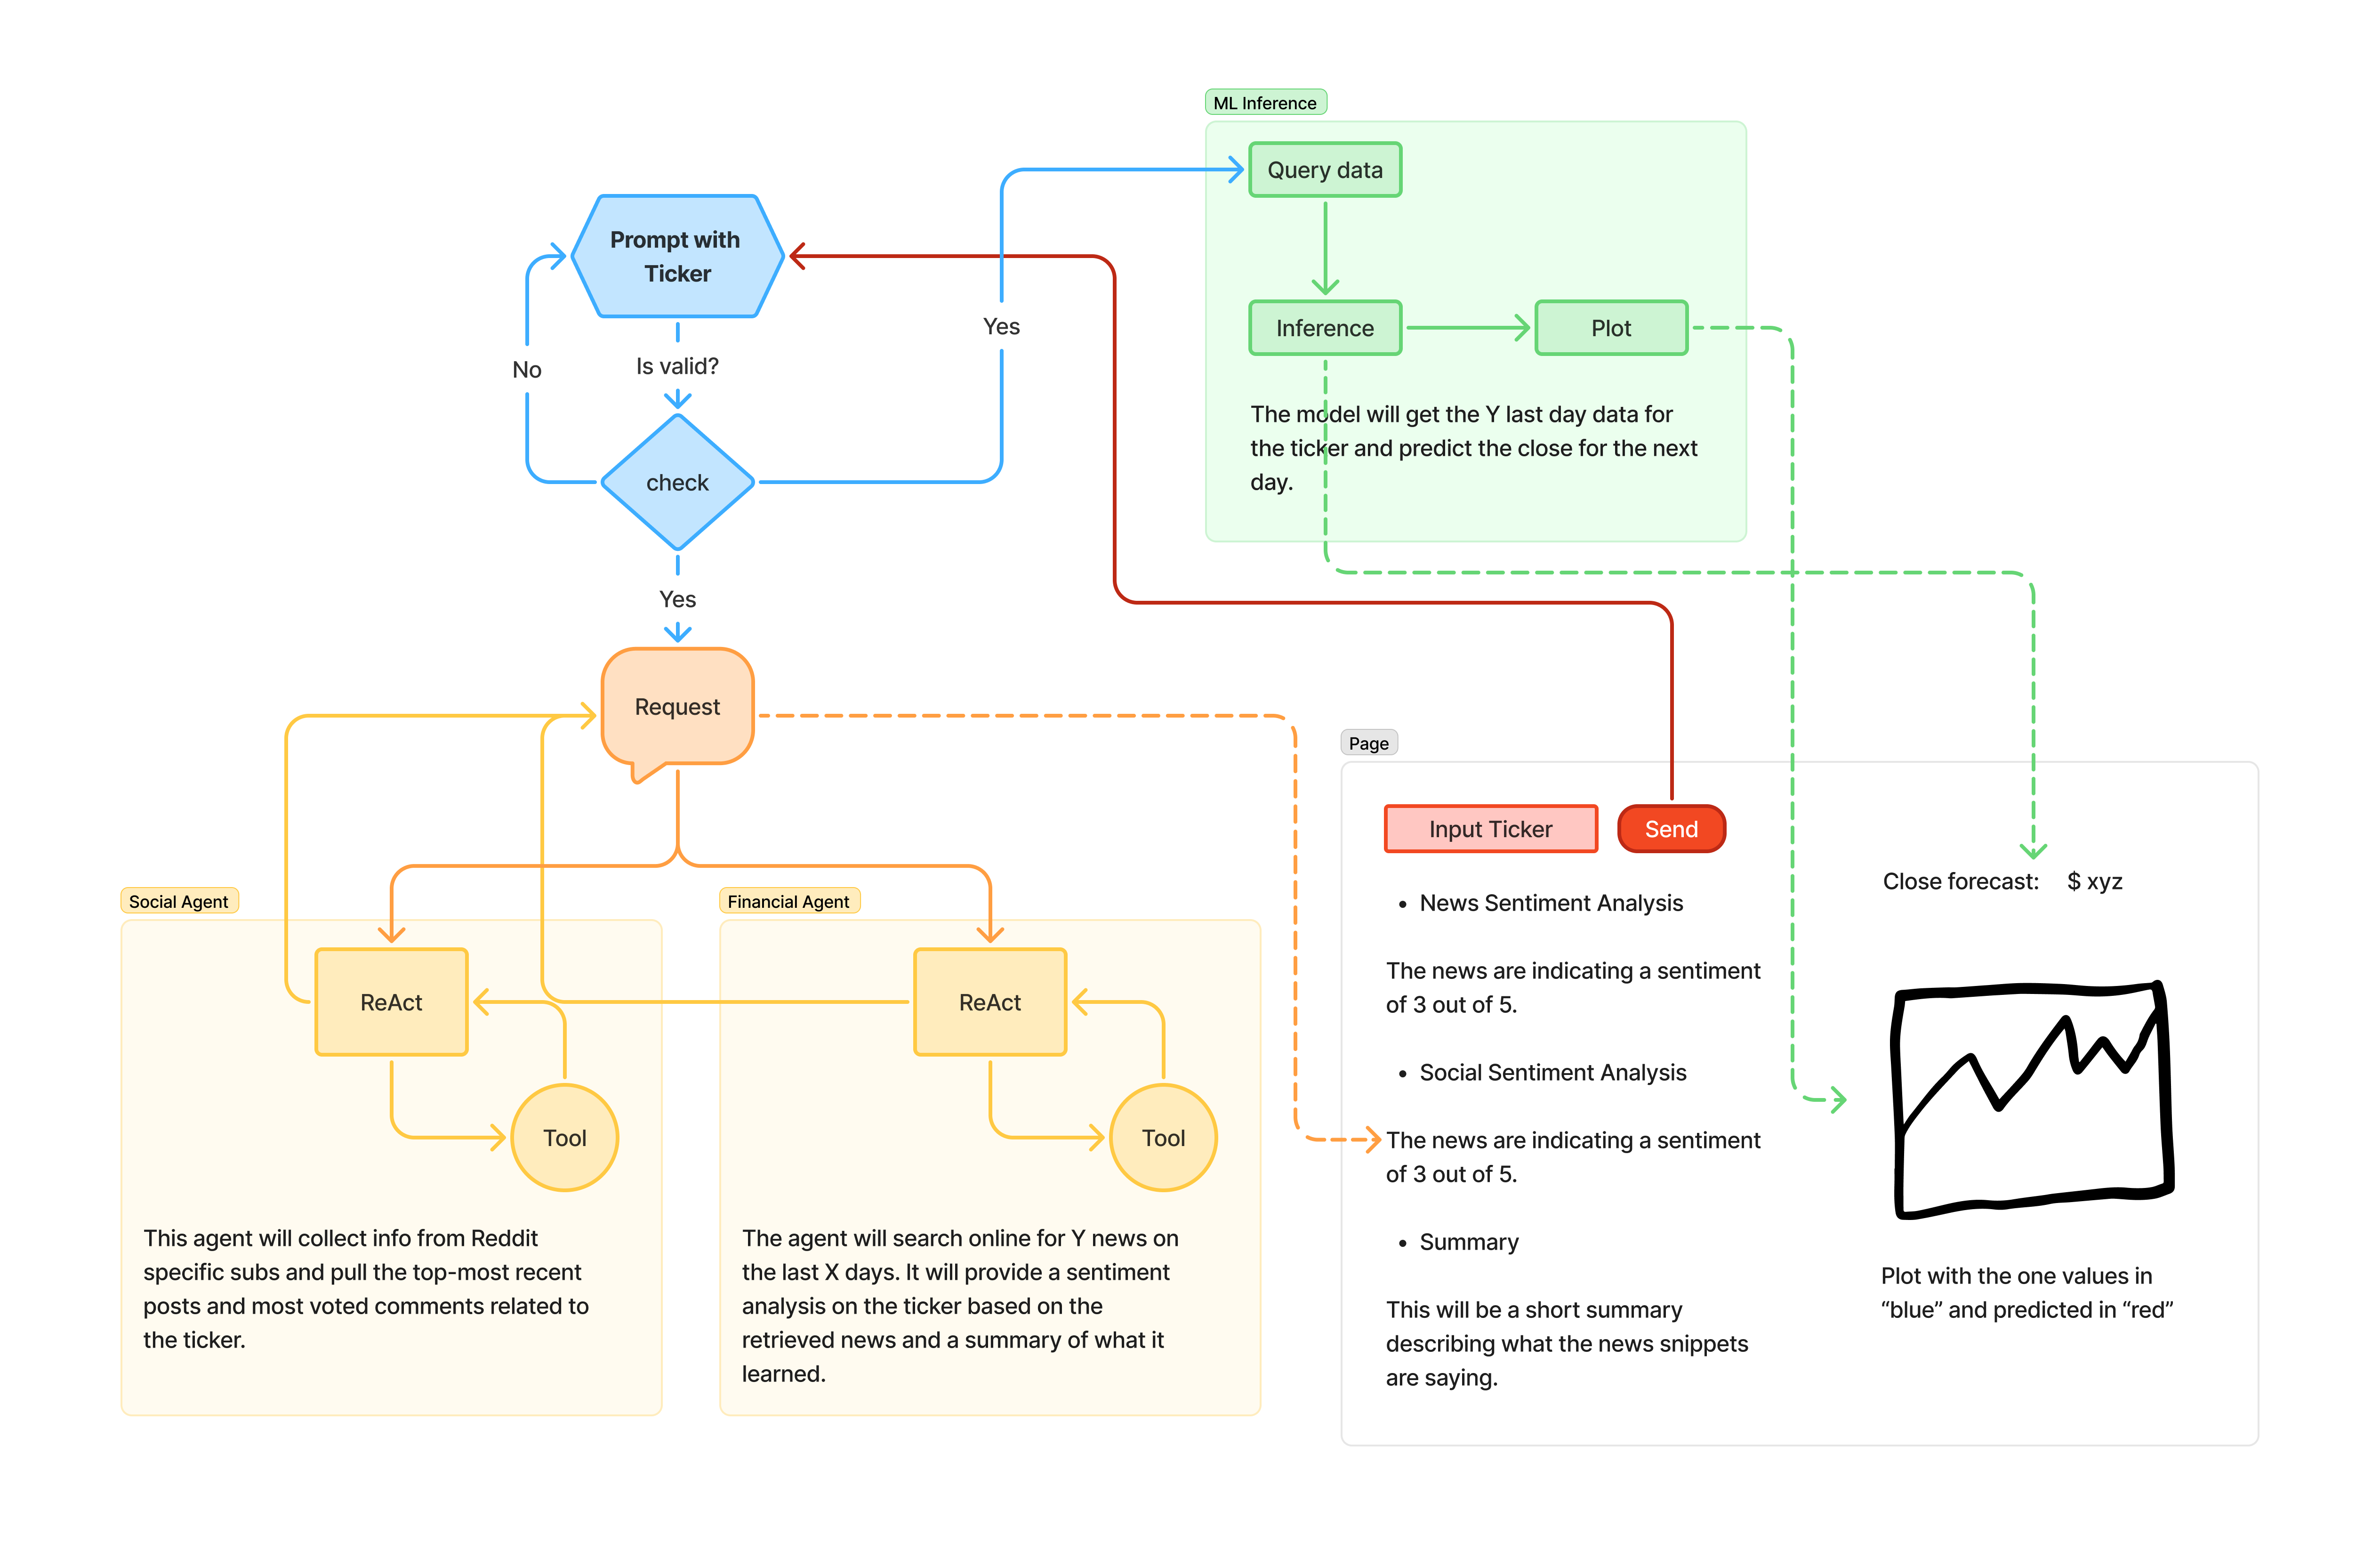 ML Inference
Query data
Prompt with
Ticker
Yes
Inference
Plot
No
Is valid?
The model will get the Y last day data for
the ticker and predict the close for the next
day.
check
Yes
Request
Page
Input Ticker
Send
Close forecast: $ xyz
Social Agent
Financial Agent
• News Sentiment Analysis
The news are indicating a sentiment
of 3 out of 5.
ReAct
ReAct
• Social Sentiment Analysis
Tool
Tool
The news are indicating a sentiment
of 3 out of 5.
This agent will collect info from Reddit
specific subs and pull the top-most recent
posts and most voted comments related to
the ticker.
The agent will search online for Y news on
the last X days. It will provide a sentiment
analysis on the ticker based on the
retrieved news and a summary of what it
learned.
• Summary
This will be a short summary
describing what the news snippets
are saying.
Plot with the one values in
“blue” and predicted in “red”